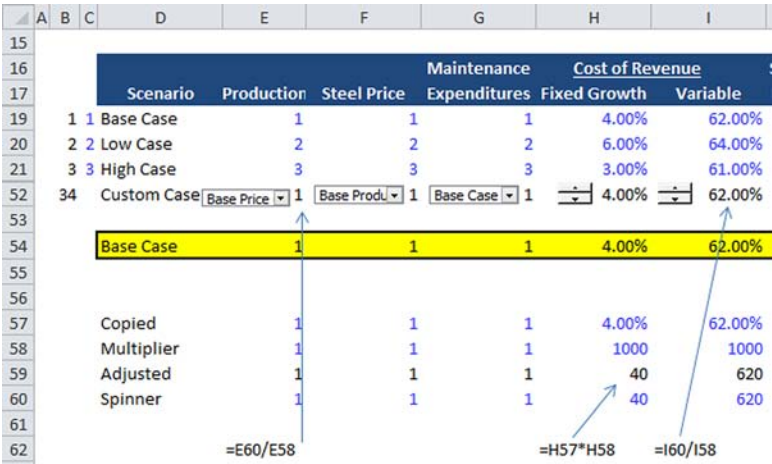 A B C D E F G H I
15
16 Maintenance Cost of Revenue S
17 Scenario Production Steel Price Expenditures Fixed Growth Variable
19 1 1 Base Case 1 1 1 4.00% 62.00%
20 2 2 Low Case 2 2 2 6.00% 64.00%
21 3 3 High Case 3 3 3 3.00% 61.00%
52 34 Custom Case Base Price 1 Base Produ 1 Base Case 1 4.00% 62.00%
53
54 Base Case 1 1 1 4.00% 62.00%
55
56
57 Copied 1 1 1 4.00% 62.00%
58 Multiplier 1 1 1 1000 1000
59 Adjusted 1 1 1 40 620
60 Spinner 1 1 1 40 620
61
62 =E60/E58 =H57*H58 =I60/I58